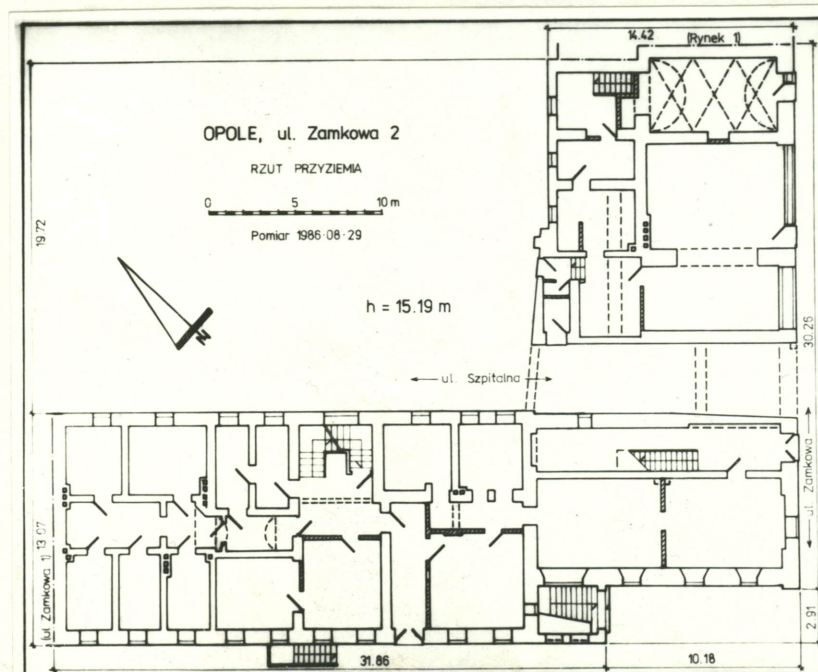 14.42
(Rynek 1)
OPOLE, ul. Zamkowa 2
RZUT PRZYZIEMIA
0 5 10 m
Pomiar 1986·08·29
19.72
N
h = 15.19 m
30.26
← ul. Szpitalna →
← ul. Zamkowa →
(ul. Zamkowa 1)
13.07
2.91
31.86
10.18